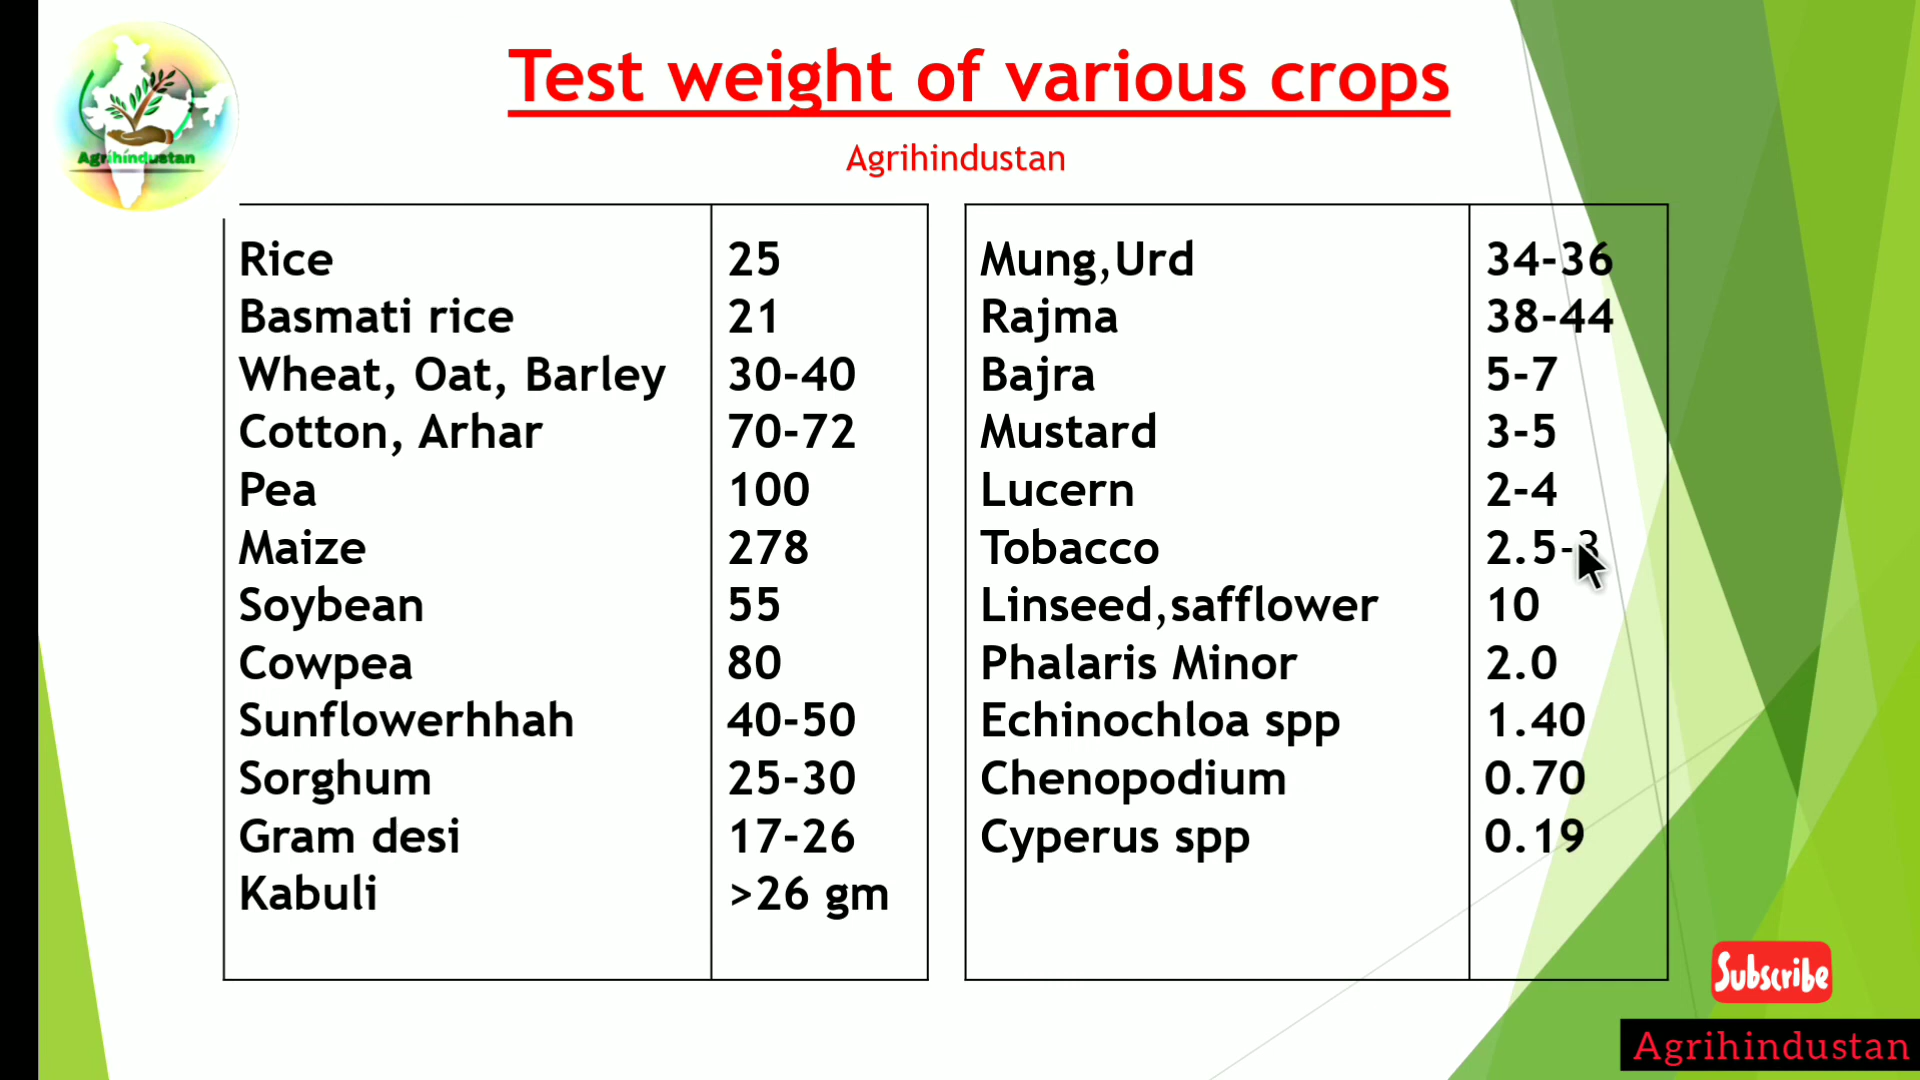 Test weight of various crops
Agrihindustan
Agrihindustan
Rice 25
Basmati rice 21
Wheat, Oat, Barley 30-40
Cotton, Arhar 70-72
Pea 100
Maize 278
Soybean 55
Cowpea 80
Sunflowerhhah 40-50
Sorghum 25-30
Gram desi 17-26
Kabuli >26 gm
Mung,Urd 34-36
Rajma 38-44
Bajra 5-7
Mustard 3-5
Lucern 2-4
Tobacco 2.5-3
Linseed,safflower 10
Phalaris Minor 2.0
Echinochloa spp 1.40
Chenopodium 0.70
Cyperus spp 0.19
Subscribe
Agrihindustan